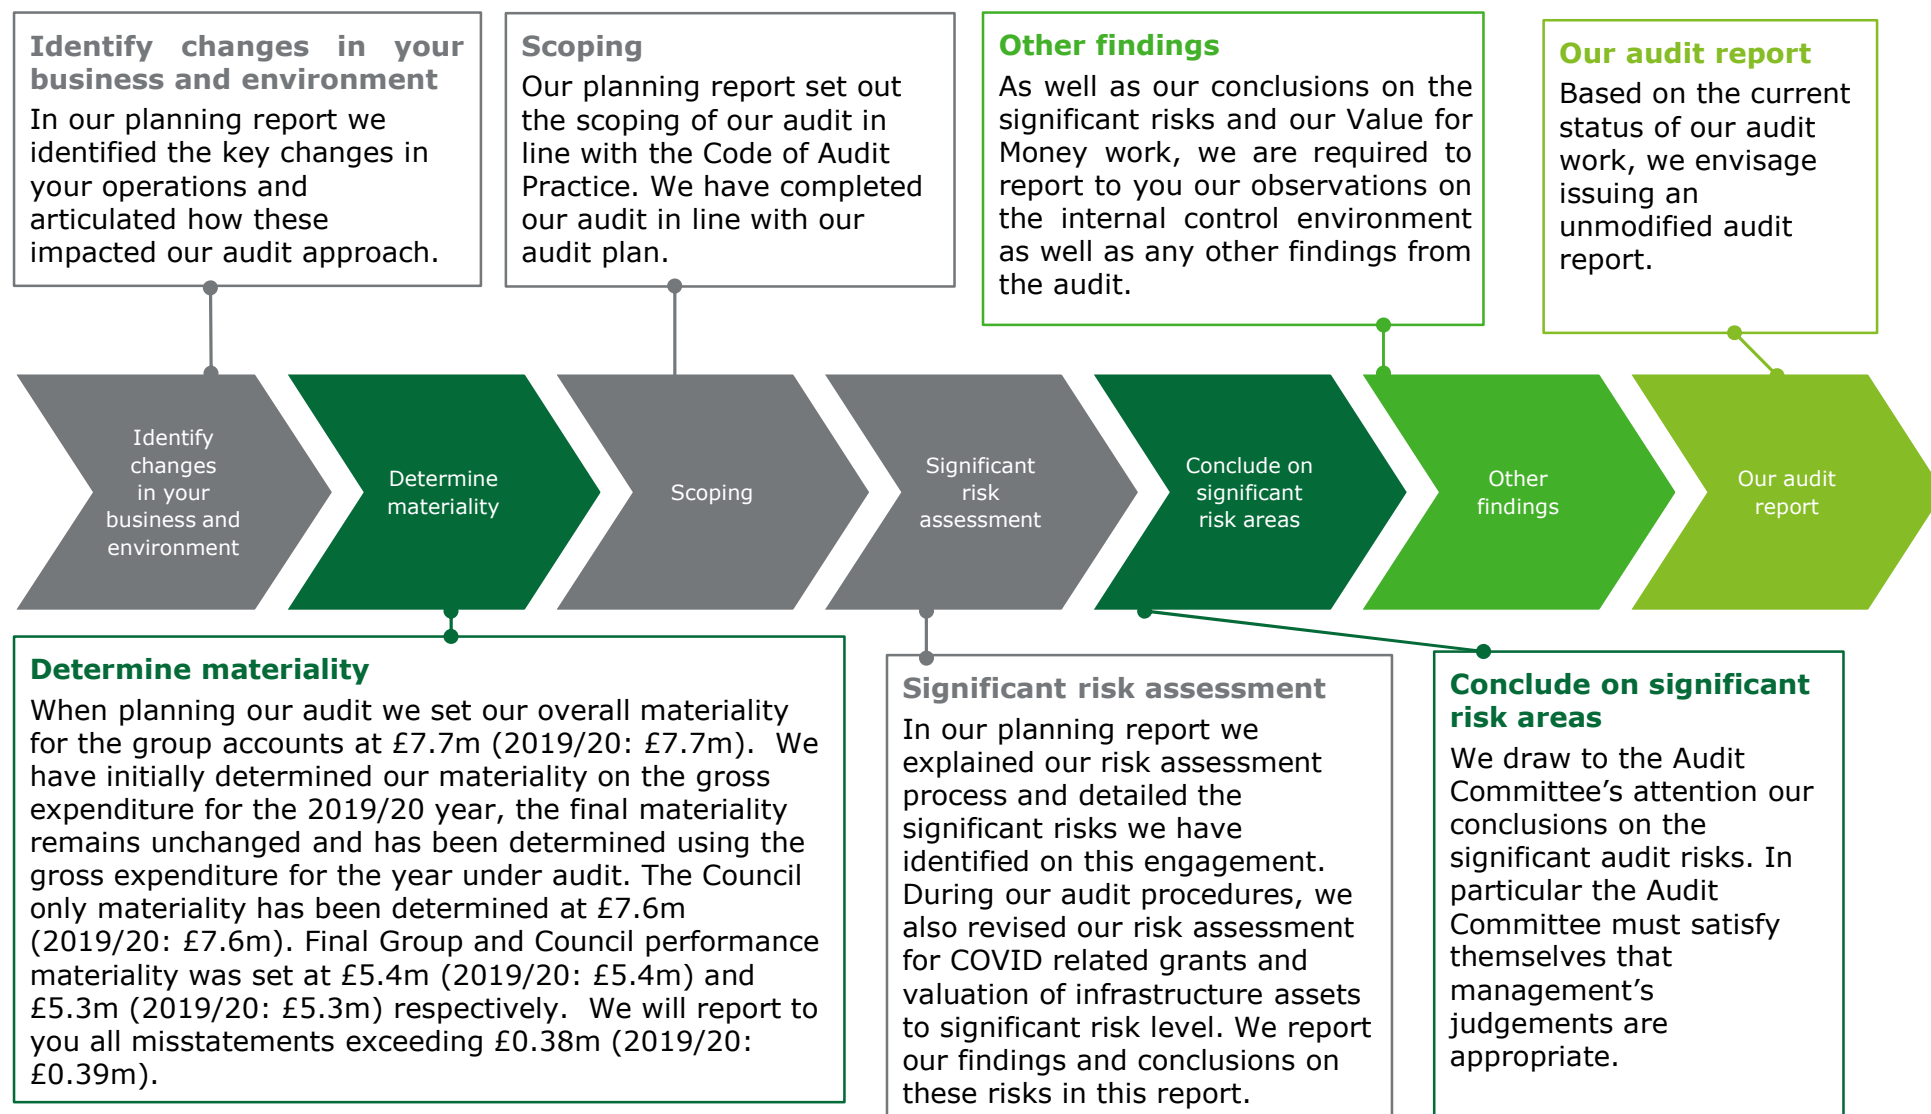 Identify changes in your
business and environment
In our planning report we
identified the key changes in
your operations and
articulated how these
impacted our audit approach.
Scoping
Our planning report set out
the scoping of our audit in
line with the Code of Audit
Practice. We have completed
our audit in line with our
audit plan.
Other findings
As well as our conclusions on the
significant risks and our Value for
Money work, we are required to
report to you our observations on
the internal control environment
as well as any other findings from
the audit.
Our audit report
Based on the current
status of our audit
work, we envisage
issuing an
unmodified audit
report.
Identify
changes
in your
business and
environment
Determine
materiality
Scoping
Significant
risk
assessment
Conclude on
significant
risk areas
Other
findings
Our audit
report
Determine materiality
When planning our audit we set our overall materiality
for the group accounts at £7.7m (2019/20: £7.7m).  We
have initially determined our materiality on the gross
expenditure for the 2019/20 year, the final materiality
remains unchanged and has been determined using the
gross expenditure for the year under audit. The Council
only materiality has been determined at £7.6m
(2019/20: £7.6m). Final Group and Council performance
materiality was set at £5.4m (2019/20: £5.4m) and
£5.3m (2019/20: £5.3m) respectively.  We will report to
you all misstatements exceeding £0.38m (2019/20:
£0.39m).
Significant risk assessment
In our planning report we
explained our risk assessment
process and detailed the
significant risks we have
identified on this engagement.
During our audit procedures, we
also revised our risk assessment
for COVID related grants and
valuation of infrastructure assets
to significant risk level. We report
our findings and conclusions on
these risks in this report.
Conclude on significant
risk areas
We draw to the Audit
Committee’s attention our
conclusions on the
significant audit risks. In
particular the Audit
Committee must satisfy
themselves that
management’s
judgements are
appropriate.